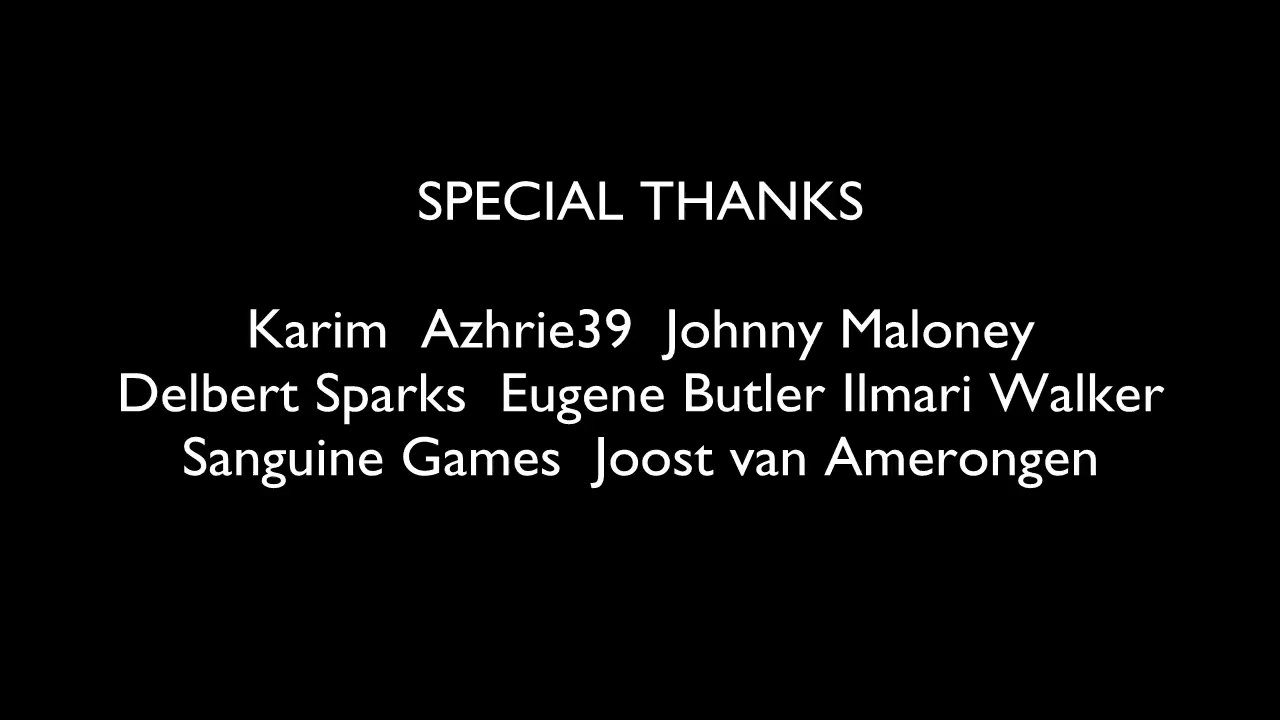 SPECIAL THANKS
Karim  Azhrie39  Johnny Maloney
Delbert Sparks  Eugene Butler Ilmari Walker
Sanguine Games  Joost van Amerongen